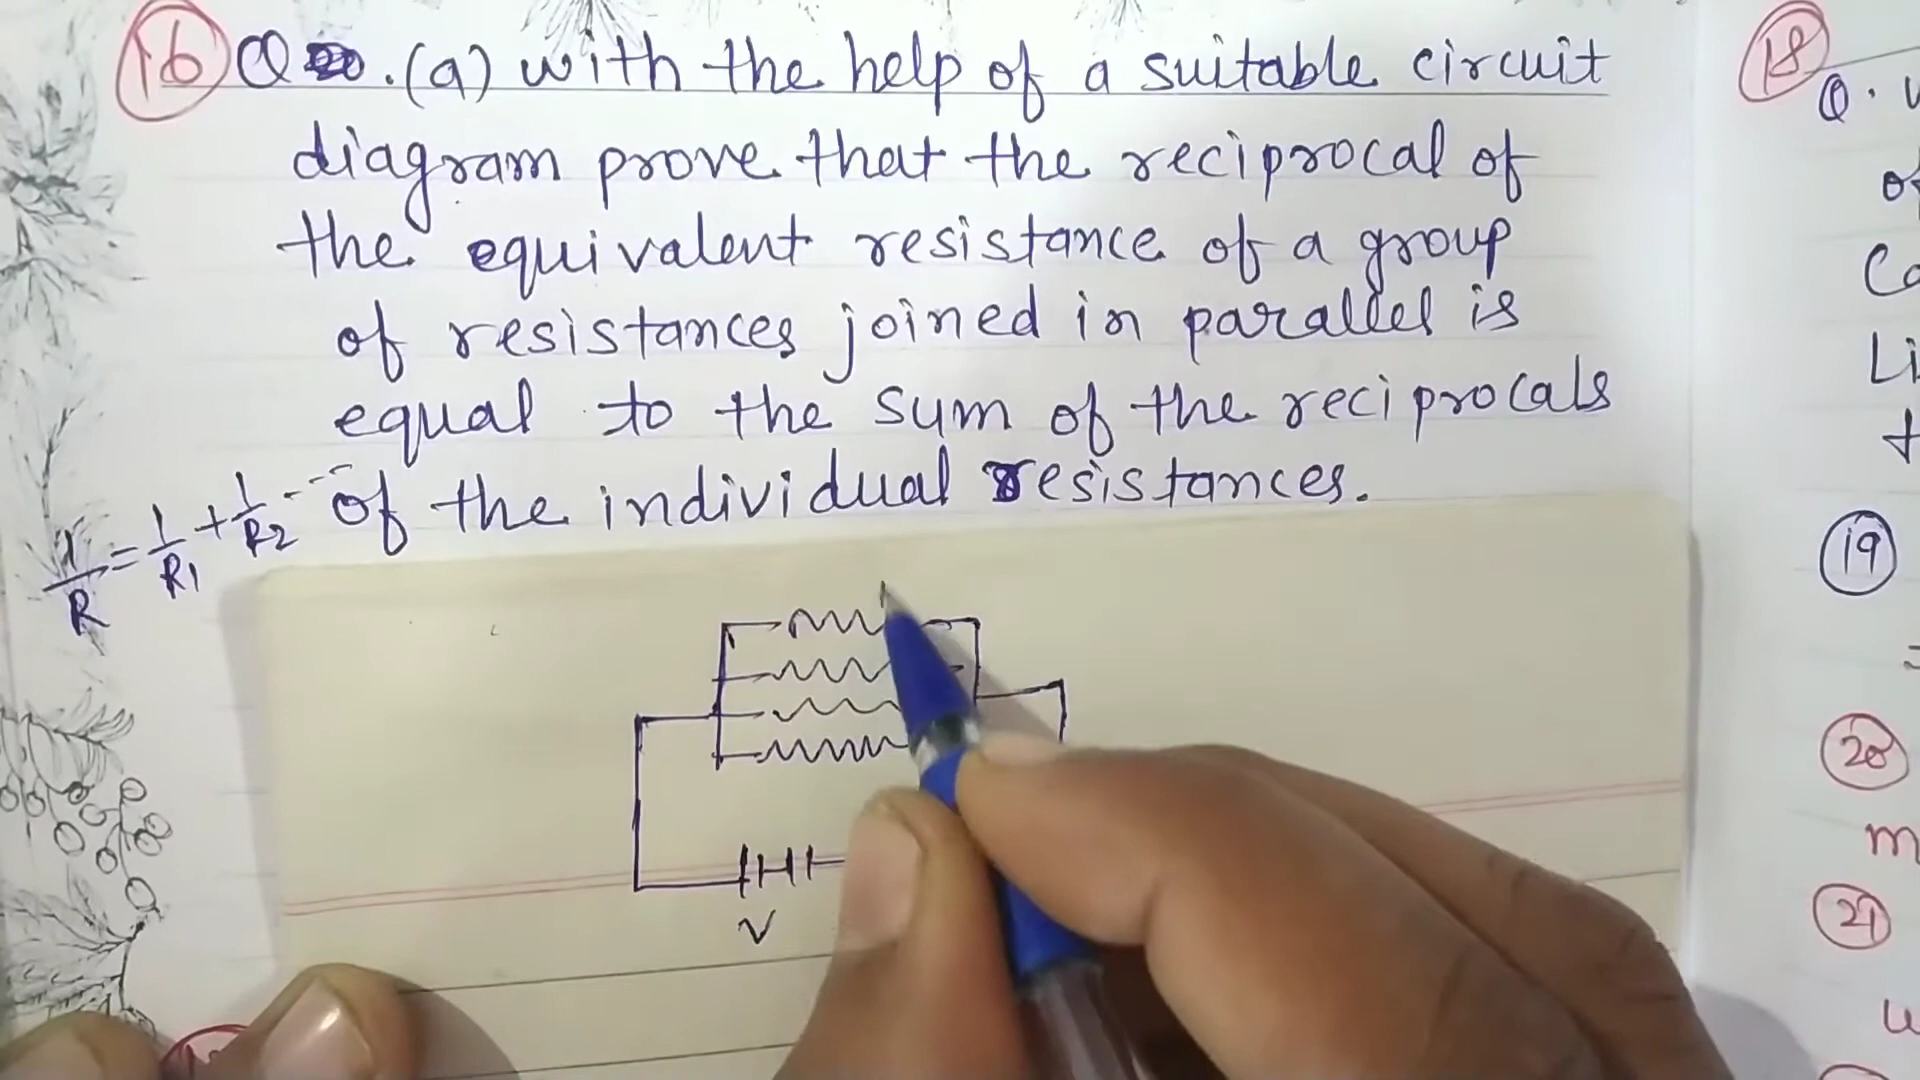 16 Q . (a) with the help of a suitable circuit
diagram prove that the reciprocal of
the equivalent resistance of a group
of resistances joined in parallel is
equal to the sum of the reciprocals
of the individual resistances.
1/R = 1/R1 + 1/R2 - - -
V
18
Q.
of
Li
19
=
20
m
21
u